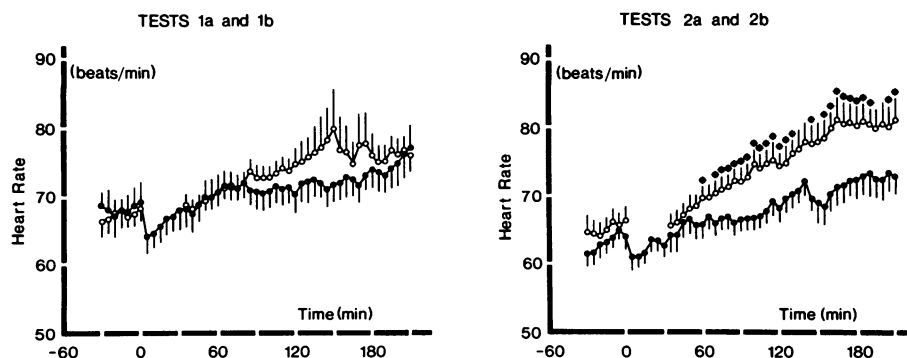 TESTS 1a and 1b
90
(beats/min)
80
70
60
50
Heart Rate
Time (min)
-60
0
60
120
180
TESTS 2a and 2b
90
(beats/min)
80
70
60
50
Heart Rate
Time (min)
-60
0
60
120
180